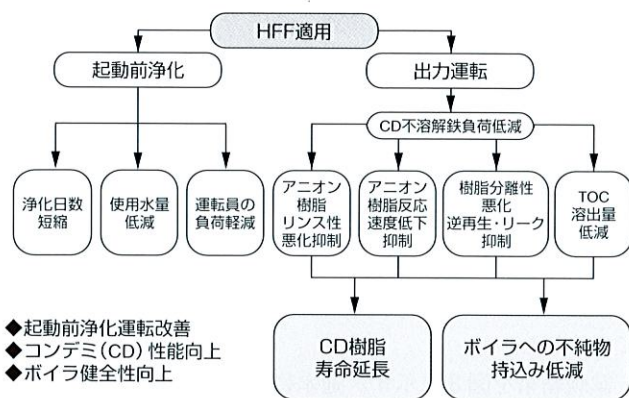 HFF適用
起動前浄化
出力運転
CD不溶解鉄負荷低減
浄化日数
短縮
使用水量
低減
運転員の
負荷軽減
アニオン
樹脂
リンス性
悪化抑制
アニオン
樹脂反応
速度低下
抑制
樹脂分離性
悪化
逆再生・リーク
抑制
TOC
溶出量
低減
◆起動前浄化運転改善
◆コンデミ(CD)性能向上
◆ボイラ健全性向上
CD樹脂
寿命延長
ボイラへの不純物
持込み低減